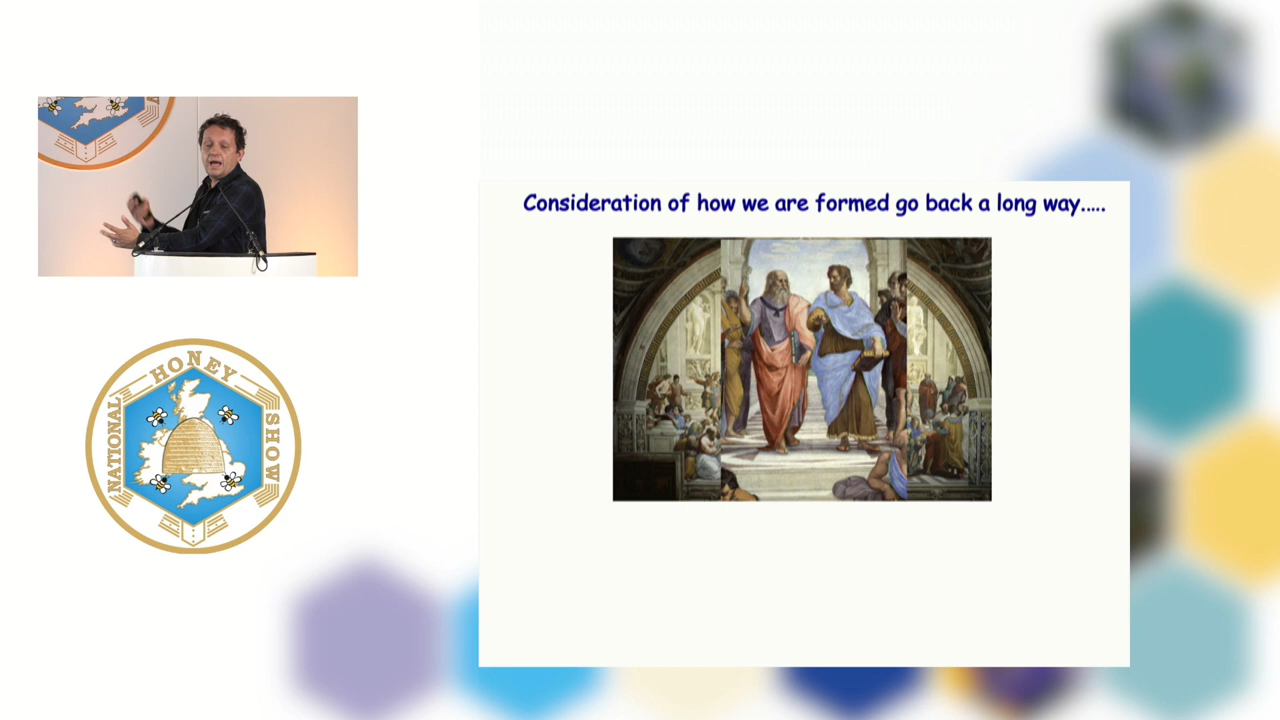 Consideration of how we are formed go back a long way.....
NATIONAL HONEY SHOW